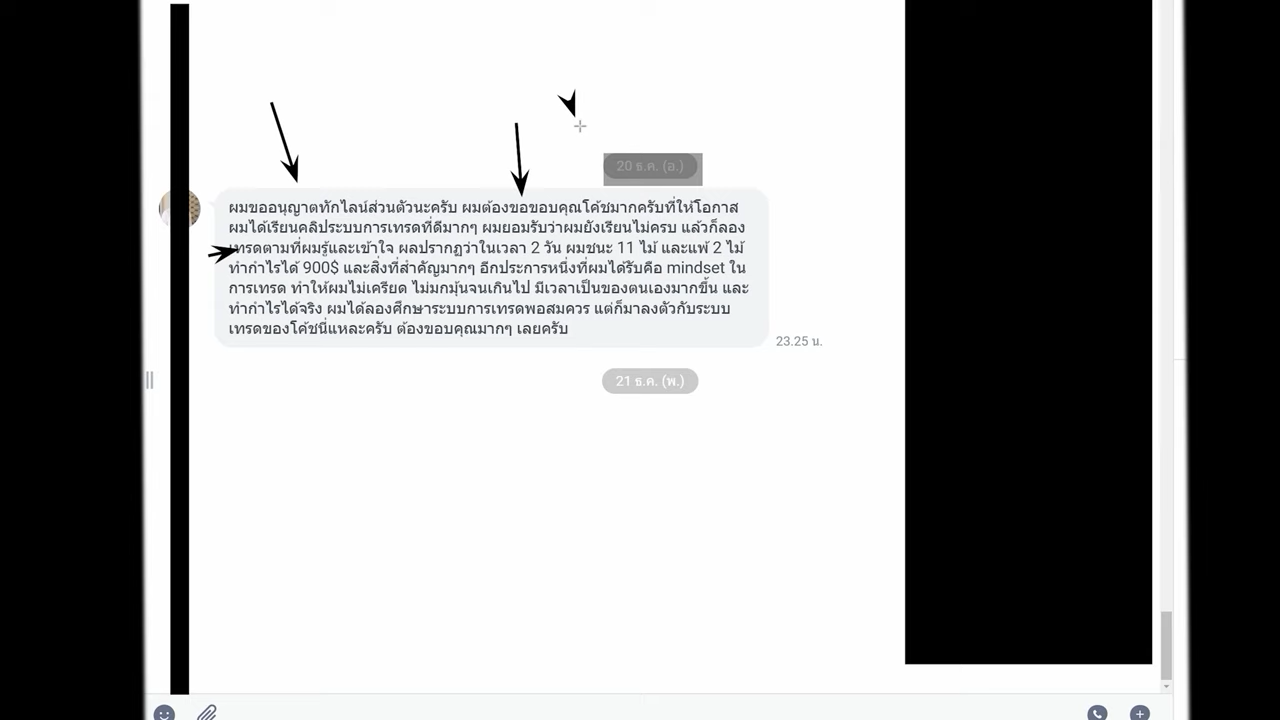 20 ธ.ค. (อ.)
ผมขออนุญาตทักไลน์ส่วนตัวนะครับ ผมต้องขอขอบคุณโค้ชมากครับที่ให้โอกาส
ผมได้เรียนคลิประบบการเทรดที่ดีมากๆ ผมยอมรับว่าผมยังเรียนไม่ครบ แล้วก็ลอง
เทรดตามที่ผมรู้และเข้าใจ ผลปรากฏว่าในเวลา 2 วัน ผมชนะ 11 ไม้ และแพ้ 2 ไม้
ทำกำไรได้ 900$ และสิ่งที่สำคัญมากๆ อีกประการหนึ่งที่ผมได้รับคือ mindset ใน
การเทรด ทำให้ผมไม่เครียด ไม่มกมุ้นจนเกินไป มีเวลาเป็นของตนเองมากขึ้น และ
ทำกำไรได้จริง ผมได้ลองศึกษาระบบการเทรดพอสมควร แต่ก็มาลงตัวกับระบบ
เทรดของโค้ชนี่แหละครับ ต้องขอบคุณมากๆ เลยครับ
23.25 น.
21 ธ.ค. (พ.)